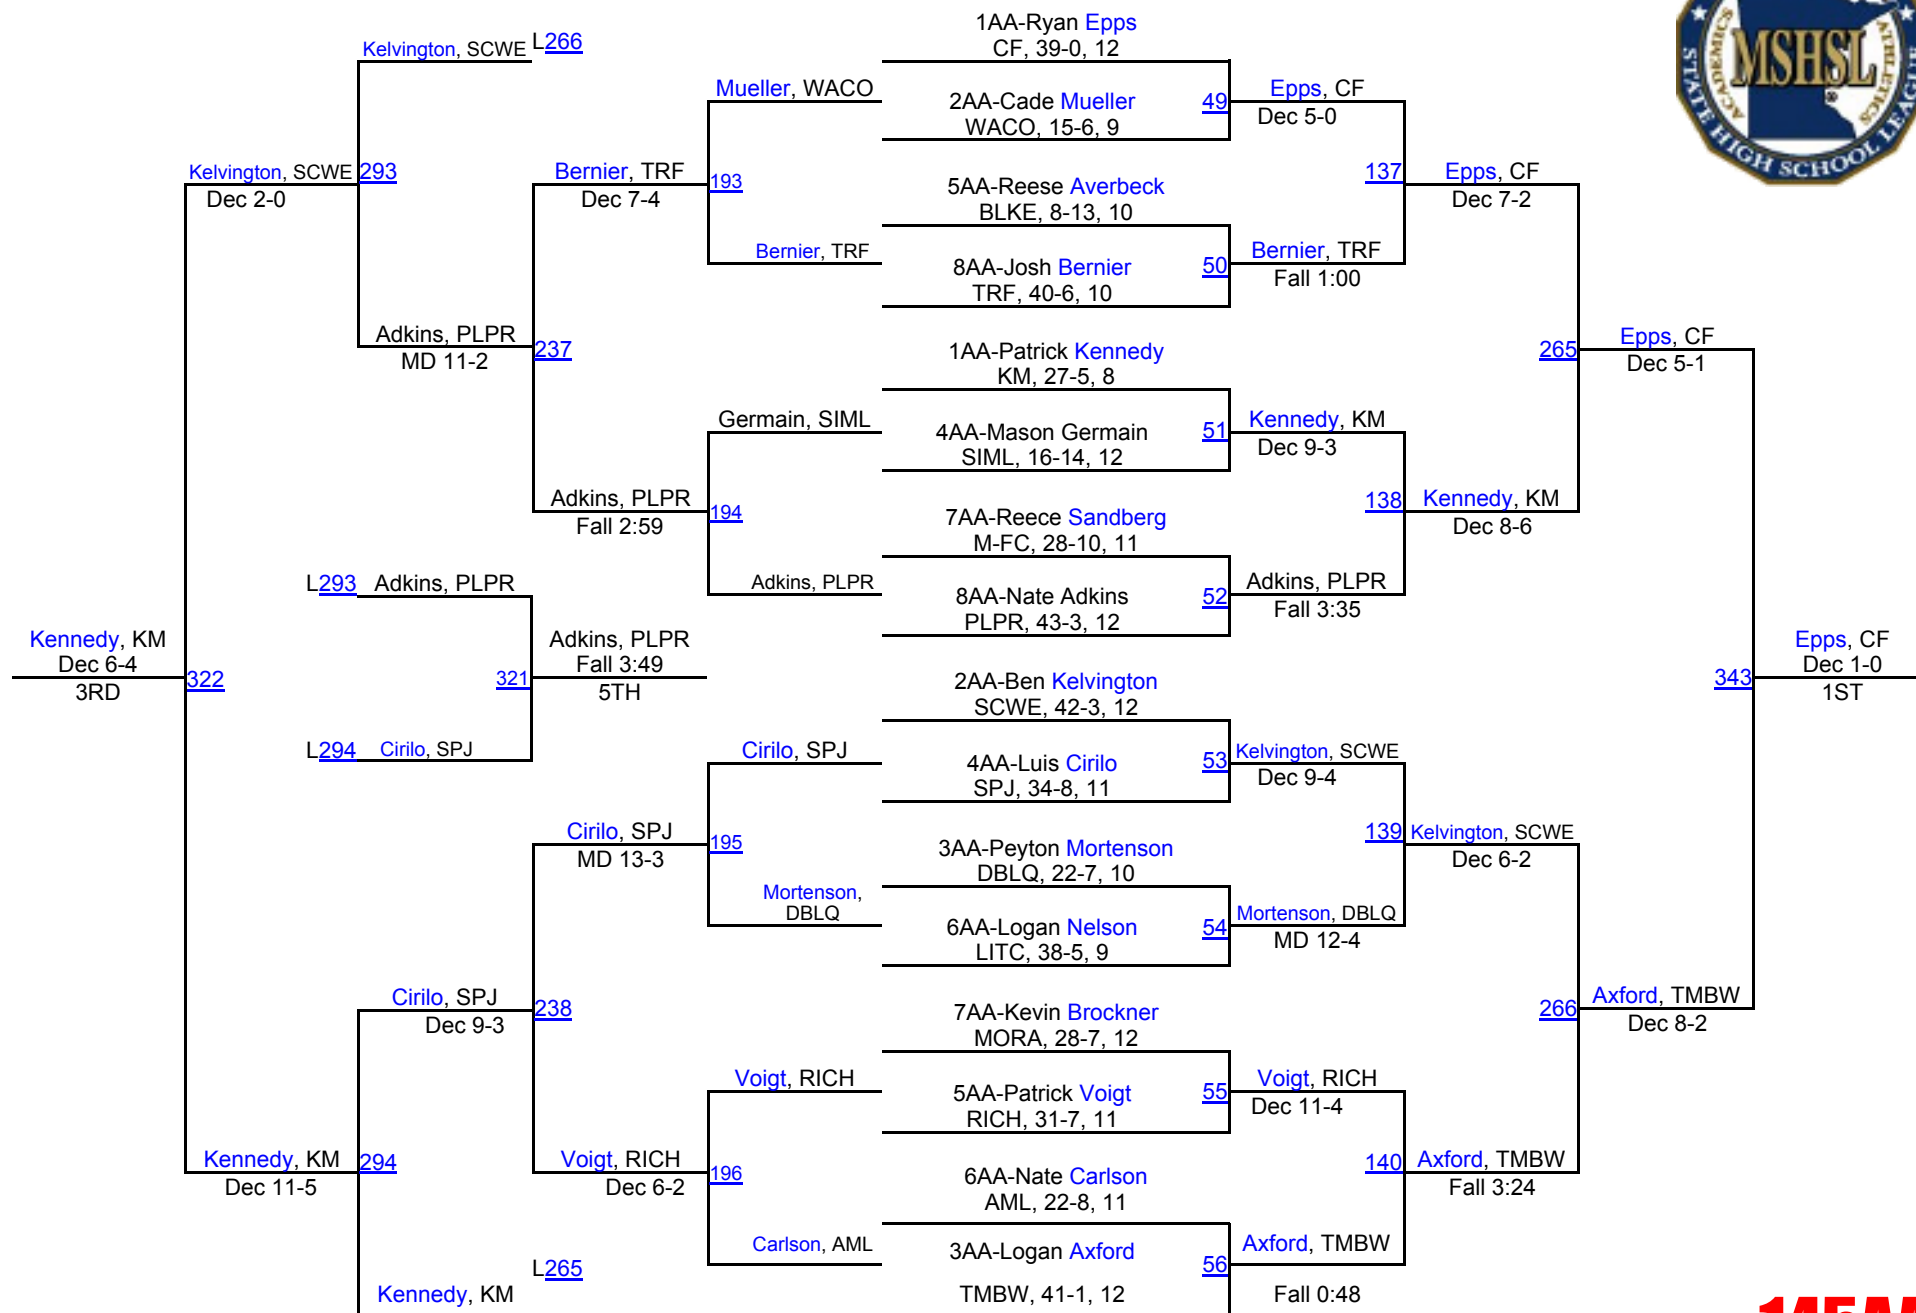 1AA-Ryan Epps
CF, 39-0, 12
Kelvington, SCWE
L266
Mueller, WACO
2AA-Cade Mueller
WACO, 15-6, 9
49
Epps, CF
Dec 5-0
Kelvington, SCWE
293
Dec 2-0
Bernier, TRF
193
Dec 7-4
5AA-Reese Averbeck
BLKE, 8-13, 10
137
Epps, CF
Dec 7-2
Bernier, TRF
8AA-Josh Bernier
TRF, 40-6, 10
50
Bernier, TRF
Fall 1:00
Adkins, PLPR
237
MD 11-2
1AA-Patrick Kennedy
KM, 27-5, 8
265
Epps, CF
Dec 5-1
Germain, SIML
4AA-Mason Germain
SIML, 16-14, 12
51
Kennedy, KM
Dec 9-3
Adkins, PLPR
194
Fall 2:59
7AA-Reece Sandberg
M-FC, 28-10, 11
138
Kennedy, KM
Dec 8-6
L293
Adkins, PLPR
Adkins, PLPR
8AA-Nate Adkins
PLPR, 43-3, 12
52
Adkins, PLPR
Fall 3:35
Kennedy, KM
Dec 6-4
3RD
322
321
Adkins, PLPR
Fall 3:49
5TH
2AA-Ben Kelvington
SCWE, 42-3, 12
343
Epps, CF
Dec 1-0
1ST
L294
Cirilo, SPJ
Cirilo, SPJ
4AA-Luis Cirilo
SPJ, 34-8, 11
53
Kelvington, SCWE
Dec 9-4
Cirilo, SPJ
195
MD 13-3
3AA-Peyton Mortenson
DBLQ, 22-7, 10
139
Kelvington, SCWE
Dec 6-2
Mortenson,
DBLQ
6AA-Logan Nelson
LITC, 38-5, 9
54
Mortenson, DBLQ
MD 12-4
Cirilo, SPJ
238
Dec 9-3
7AA-Kevin Brockner
MORA, 28-7, 12
266
Axford, TMBW
Dec 8-2
Voigt, RICH
5AA-Patrick Voigt
RICH, 31-7, 11
55
Voigt, RICH
Dec 11-4
Kennedy, KM
294
Dec 11-5
Voigt, RICH
196
Dec 6-2
6AA-Nate Carlson
AML, 22-8, 11
140
Axford, TMBW
Fall 3:24
Carlson, AML
3AA-Logan Axford
TMBW, 41-1, 12
56
Axford, TMBW
Fall 0:48
L265
Kennedy, KM
ACADEMICS
ATHLETICS
MSHSL
STATE HIGH SCHOOL LEAGUE